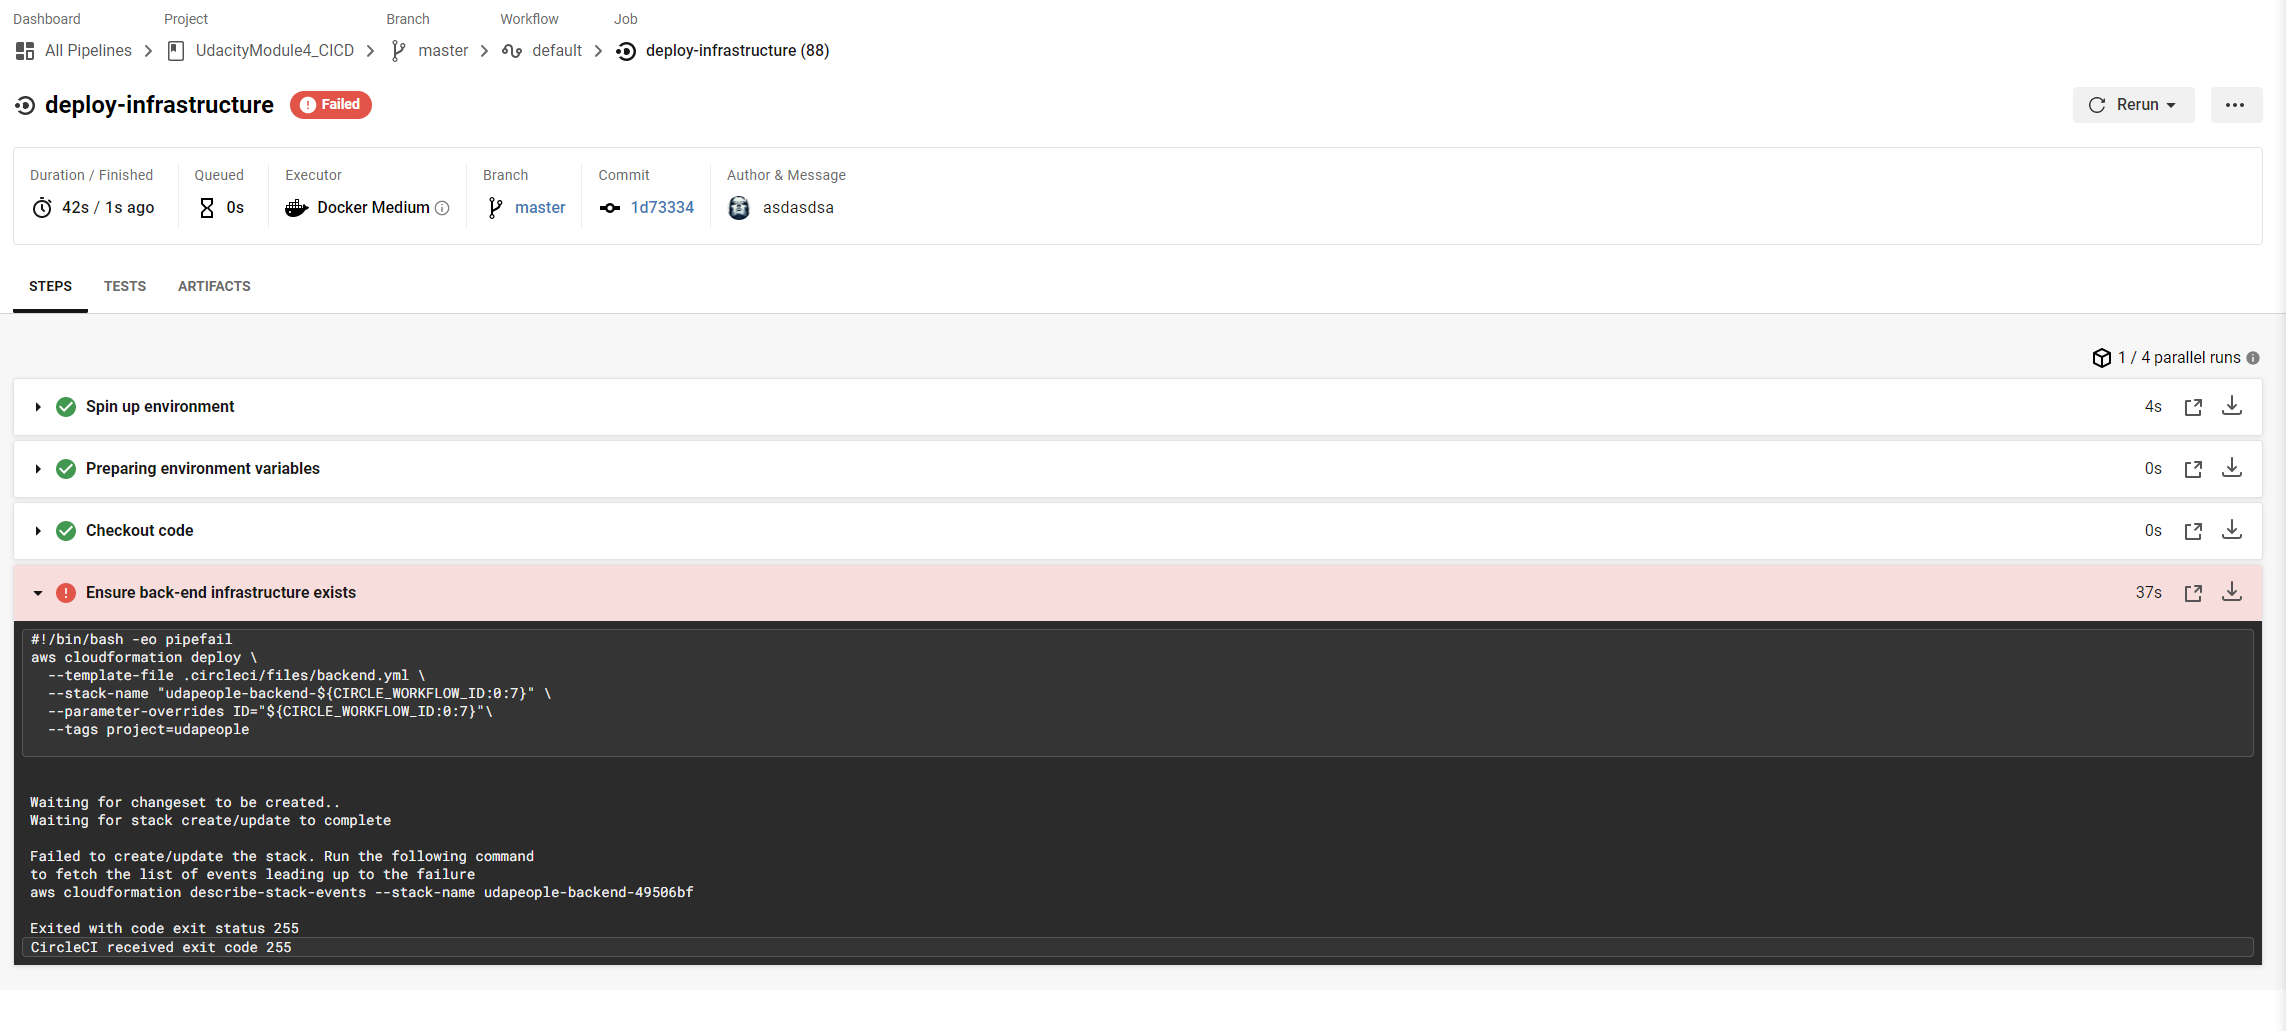 Dashboard Project Branch Workflow Job
All Pipelines UdacityModule4_CICD master default deploy-infrastructure (88)
deploy-infrastructure Failed Rerun
Duration / Finished Queued Executor Branch Commit Author & Message
42s / 1s ago 0s Docker Medium master 1d73334 asdasdsa
STEPS TESTS ARTIFACTS
1 / 4 parallel runs
Spin up environment 4s
Preparing environment variables 0s
Checkout code 0s
Ensure back-end infrastructure exists 37s
#!/bin/bash -eo pipefail
aws cloudformation deploy \
--template-file .circleci/files/backend.yml \
--stack-name "udapeople-backend-${CIRCLE_WORKFLOW_ID:0:7}" \
--parameter-overrides ID="${CIRCLE_WORKFLOW_ID:0:7}"\
--tags project=udapeople
Waiting for changeset to be created..
Waiting for stack create/update to complete
Failed to create/update the stack. Run the following command
to fetch the list of events leading up to the failure
aws cloudformation describe-stack-events --stack-name udapeople-backend-49506bf
Exited with code exit status 255
CircleCI received exit code 255